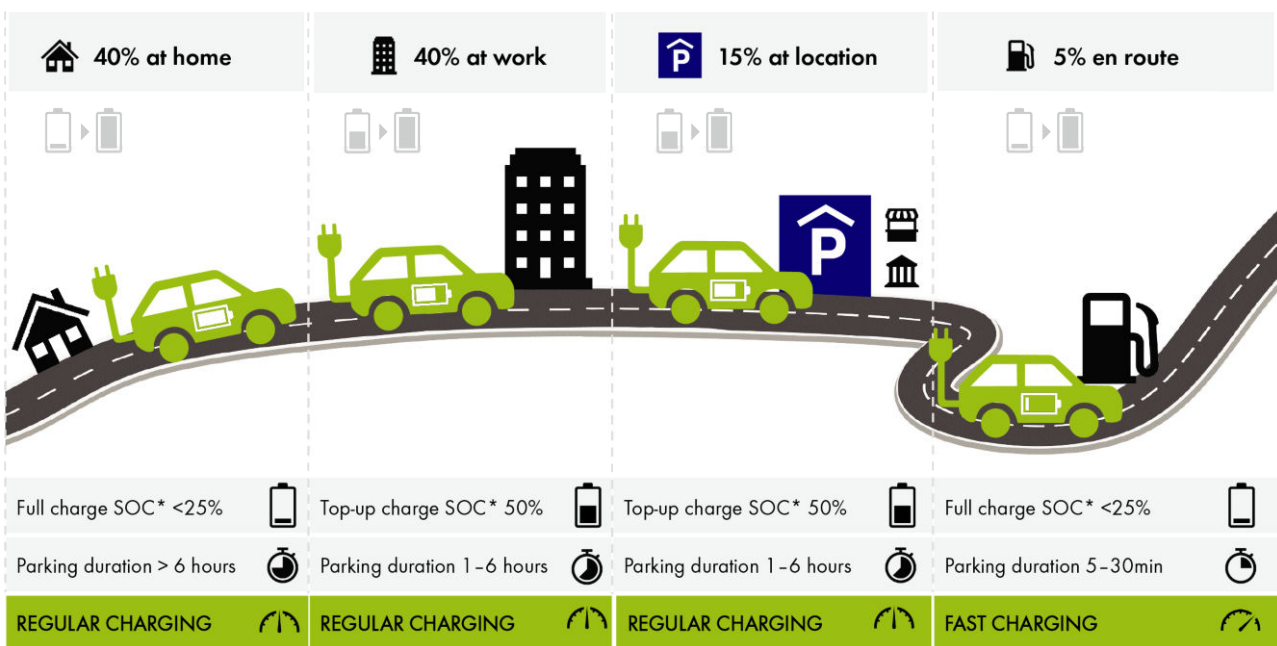 40% at home
40% at work
P
15% at location
5% en route
P
Full charge SOC* <25%
Top-up charge SOC* 50%
Top-up charge SOC* 50%
Full charge SOC* <25%
Parking duration > 6 hours
Parking duration 1–6 hours
Parking duration 1–6 hours
Parking duration 5–30min
REGULAR CHARGING
REGULAR CHARGING
REGULAR CHARGING
FAST CHARGING